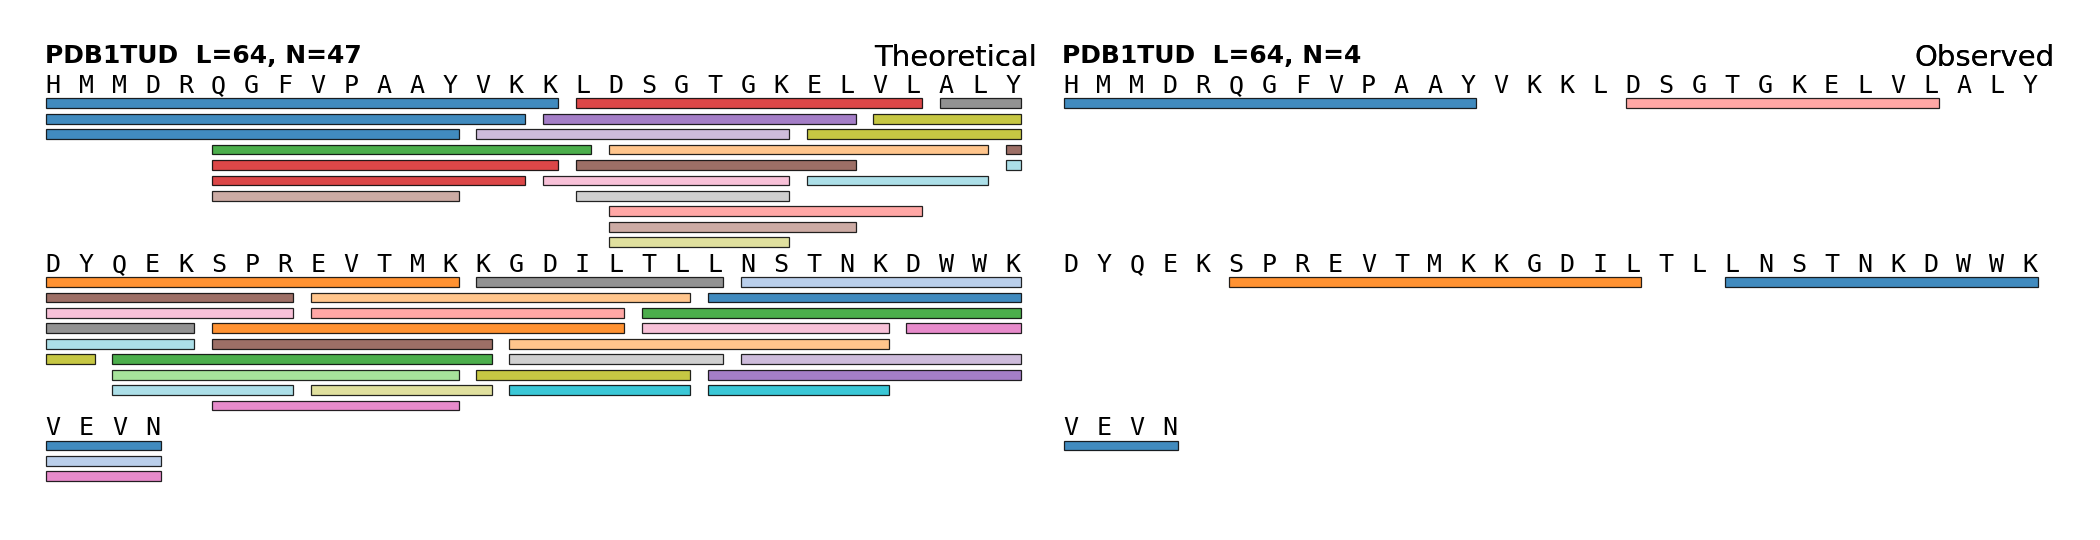 PDB1TUD L=64, N=47
Theoretical
H M M D R Q G F V P A A Y V K K L D S G T G K E L V L A L Y
D Y Q E K S P R E V T M K K G D I L T L L N S T N K D W W K
V E V N
PDB1TUD L=64, N=4
Observed
H M M D R Q G F V P A A Y V K K L D S G T G K E L V L A L Y
D Y Q E K S P R E V T M K K G D I L T L L N S T N K D W W K
V E V N